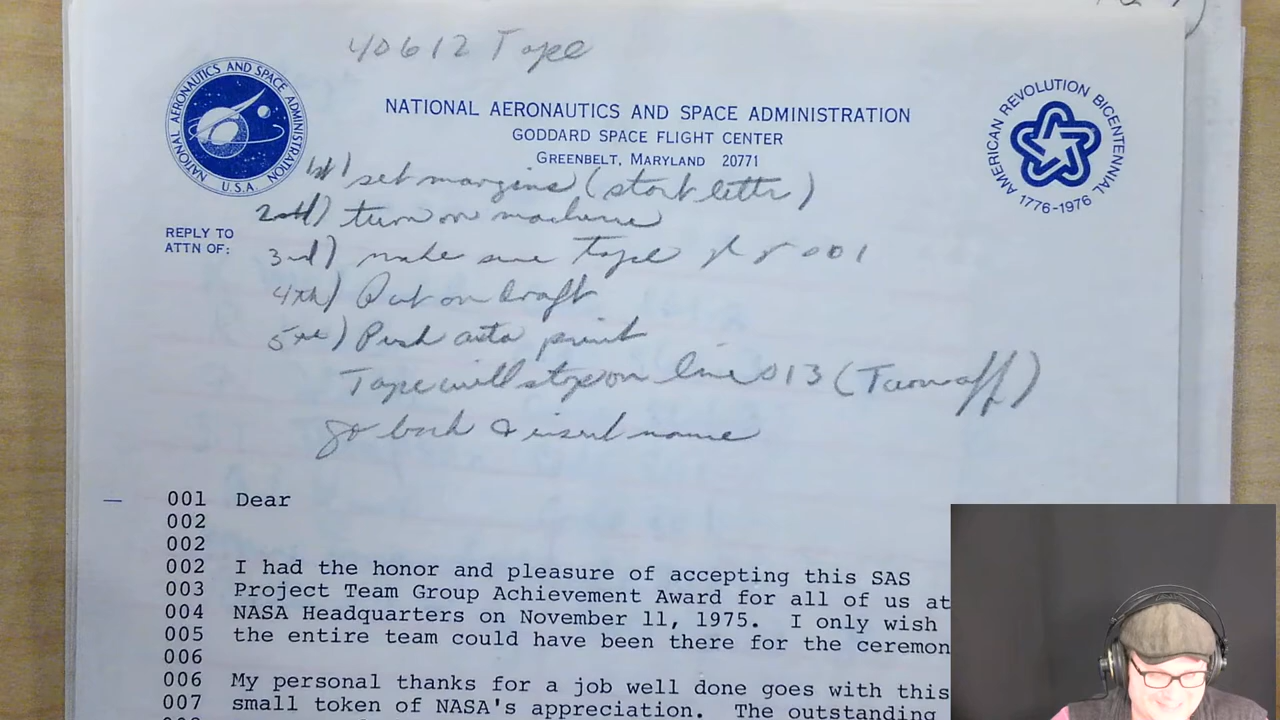 40612 Tape
NATIONAL AERONAUTICS AND SPACE ADMINISTRATION
U.S.A.
NATIONAL AERONAUTICS AND SPACE ADMINISTRATION
GODDARD SPACE FLIGHT CENTER
GREENBELT, MARYLAND 20771
AMERICAN REVOLUTION BICENTENNIAL
1776-1976
REPLY TO
ATTN OF:
1st) set margins (start letter)
2nd) turn on machine
3rd) make sure tape 001
4th) Put on Draft
5th) Push auto print
Tape will stop on line 013 (Turn off)
go back & insert name
001 Dear
002
002
002 I had the honor and pleasure of accepting this SAS
003 Project Team Group Achievement Award for all of us at
004 NASA Headquarters on November 11, 1975. I only wish
005 the entire team could have been there for the ceremon
006
006 My personal thanks for a job well done goes with this
007 small token of NASA's appreciation. The outstanding